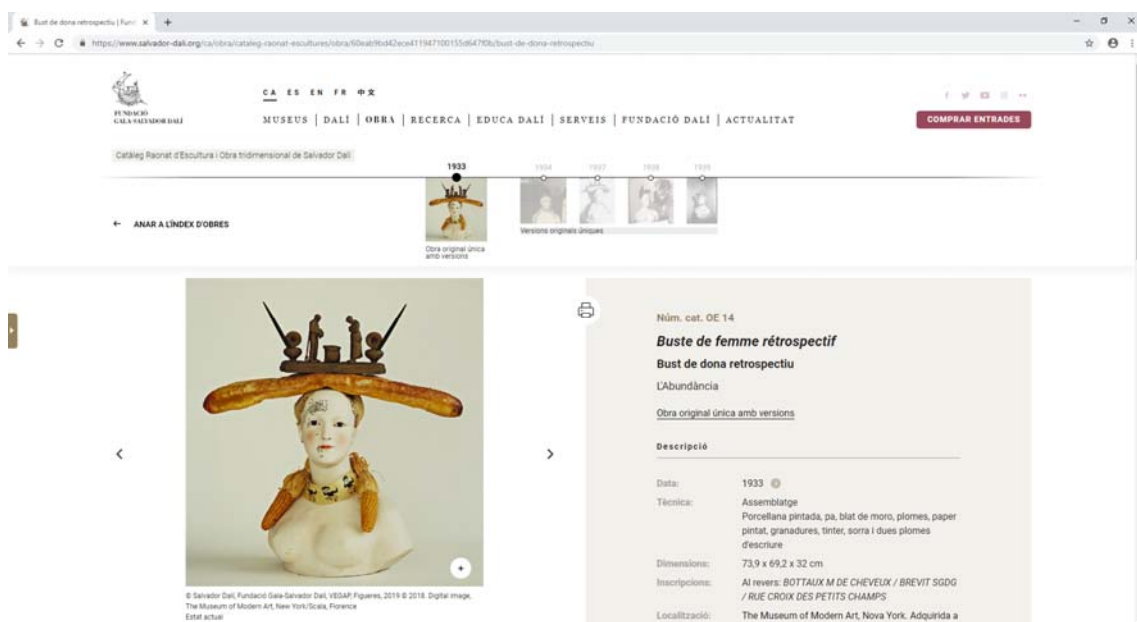 Bust de dona retrospectiu | Fun
https://www.salvador-dali.org/ca/obra/cataleg-raonat-escultures/obra/60eab9bd42ece411947100155d647f0b/bust-de-dona-retrospectiu
FUNDACIÓ
GALA-SALVADOR DALÍ
CA ES EN FR 中文
MUSEUS | DALÍ | OBRA | RECERCA | EDUCA DALÍ | SERVEIS | FUNDACIÓ DALÍ | ACTUALITAT
COMPRAR ENTRADES
Catàleg Raonat d'Escultura i Obra tridimensional de Salvador Dalí
1933 1936 1937 1938 1939
← ANAR A L'ÍNDEX D'OBRES
Obra original única
amb versions
Versions originals úniques
Núm. cat. OE 14
Buste de femme rétrospectif
Bust de dona retrospectiu
L'Abundància
Obra original única amb versions
Descripció
Data: 1933
Tècnica: Assemblatge
Porcellana pintada, pa, blat de moro, plomes, paper
pintat, granadures, tinter, sorra i dues plomes
d'escriure
Dimensions: 73,9 x 69,2 x 32 cm
Inscripcions: Al revers: BOTTAUX M DE CHEVEUX / BREVIT SGDG
/ RUE CROIX DES PETITS CHAMPS
Localització: The Museum of Modern Art, Nova York. Adquirida a
© Salvador Dalí, Fundació Gala-Salvador Dalí, VEGAP, Figueres, 2019 © 2018. Digital image,
The Museum of Modern Art, New York/Scala, Florence
Estat actual